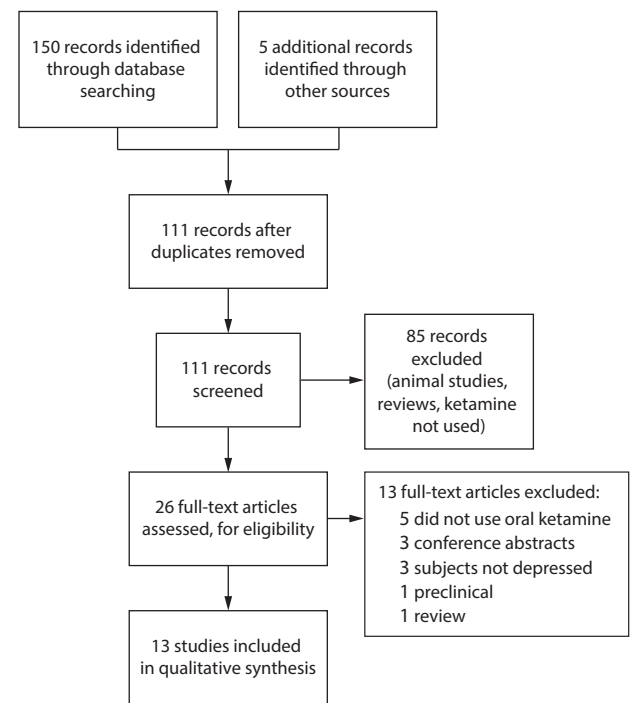 150 records identified
through database
searching
5 additional records
identified through
other sources
111 records after
duplicates removed
111 records
screened
85 records
excluded
(animal studies,
reviews, ketamine
not used)
26 full-text articles
assessed, for eligibility
13 full-text articles excluded:
5 did not use oral ketamine
3 conference abstracts
3 subjects not depressed
1 preclinical
1 review
13 studies included
in qualitative synthesis